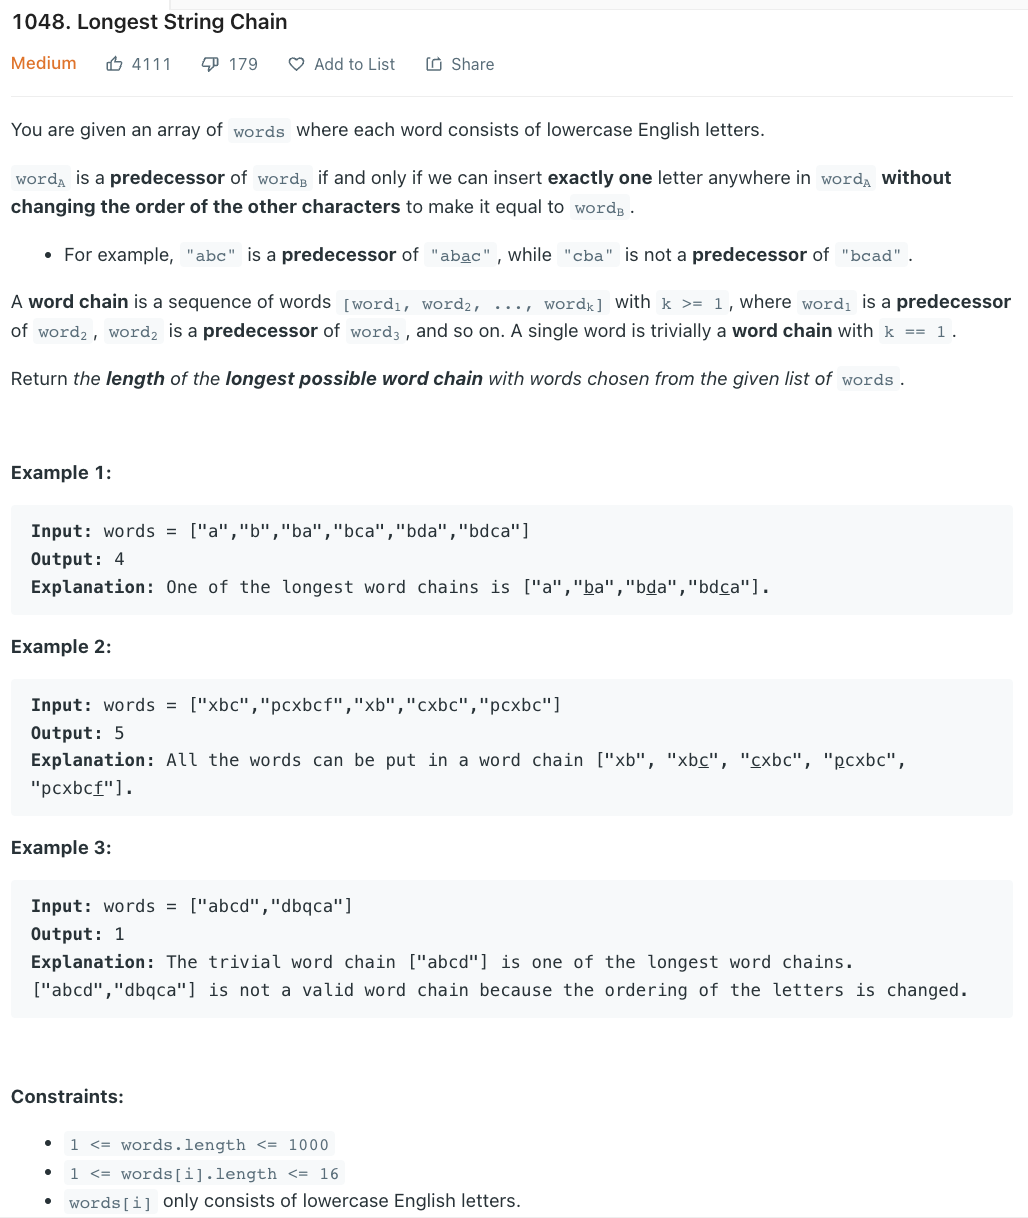 1048. Longest String Chain
Medium 4111 179 Add to List Share
You are given an array of words where each word consists of lowercase English letters.
wordA is a predecessor of wordB if and only if we can insert exactly one letter anywhere in wordA without
changing the order of the other characters to make it equal to wordB.
• For example, "abc" is a predecessor of "abac", while "cba" is not a predecessor of "bcad".
A word chain is a sequence of words [word1, word2, ..., wordk] with k >= 1, where word1 is a predecessor
of word2, word2 is a predecessor of word3, and so on. A single word is trivially a word chain with k == 1.
Return the length of the longest possible word chain with words chosen from the given list of words.
Example 1:
Input: words = ["a","b","ba","bca","bda","bdca"]
Output: 4
Explanation: One of the longest word chains is ["a","ba","bda","bdca"].
Example 2:
Input: words = ["xbc","pcxbcf","xb","cxbc","pcxbc"]
Output: 5
Explanation: All the words can be put in a word chain ["xb", "xbc", "cxbc", "pcxbc",
"pcxbcf"].
Example 3:
Input: words = ["abcd","dbqca"]
Output: 1
Explanation: The trivial word chain ["abcd"] is one of the longest word chains.
["abcd","dbqca"] is not a valid word chain because the ordering of the letters is changed.
Constraints:
• 1 <= words.length <= 1000
• 1 <= words[i].length <= 16
• words[i] only consists of lowercase English letters.